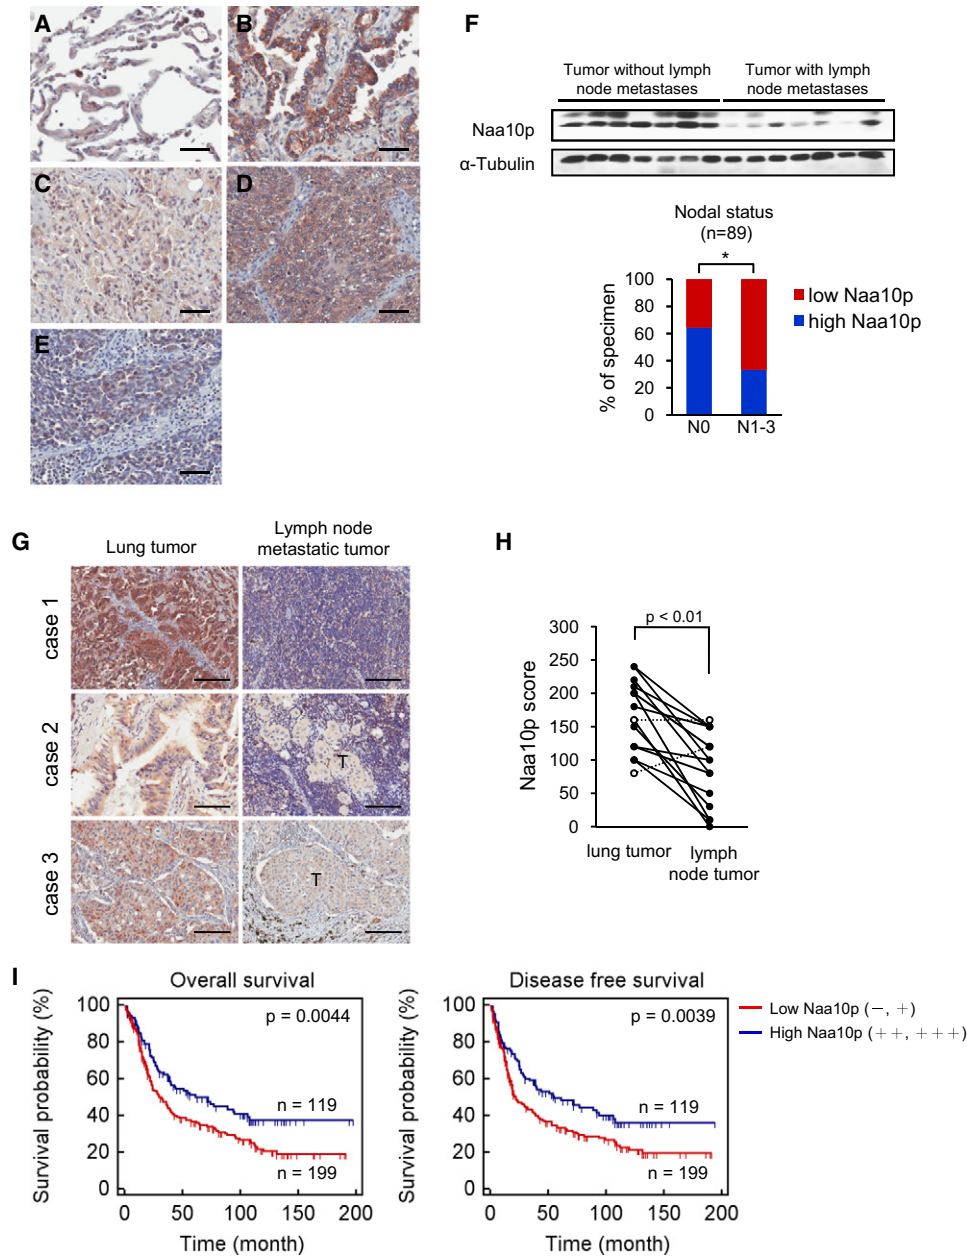 A
B
C
D
E
F
Tumor without lymph
node metastases
Tumor with lymph
node metastases
Naa10p
α-Tubulin
Nodal status
(n=89)
*
100
80
60
40
20
0
% of specimen
N0
N1-3
low Naa10p
high Naa10p
G
Lung tumor
Lymph node
metastatic tumor
case 1
case 2
T
case 3
T
H
p < 0.01
300
250
200
150
100
50
0
Naa10p score
lung tumor
lymph
node tumor
I
Overall survival
p = 0.0044
100
80
60
40
20
0
Survival probability (%)
n = 119
n = 199
0 50 100 150 200
Time (month)
Disease free survival
p = 0.0039
100
80
60
40
20
0
Survival probability (%)
n = 119
n = 199
0 50 100 150 200
Time (month)
Low Naa10p (−, +)
High Naa10p (++, +++)